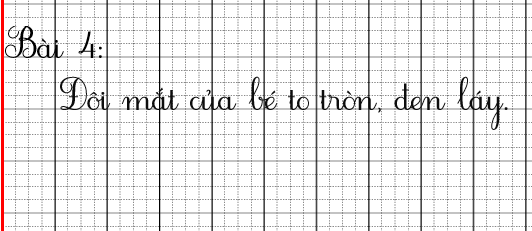 Bài 4:
Đôi mắt của bé to tròn, đen láy.